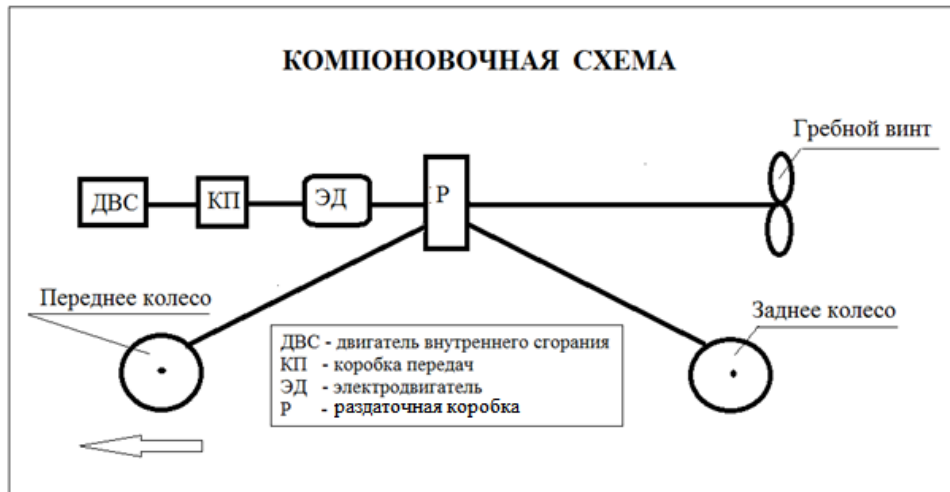 КОМПОНОВОЧНАЯ СХЕМА
Гребной винт
ДВС
КП
ЭД
Р
Переднее колесо
Заднее колесо
ДВС - двигатель внутреннего сгорания
КП - коробка передач
ЭД - электродвигатель
Р - раздаточная коробка